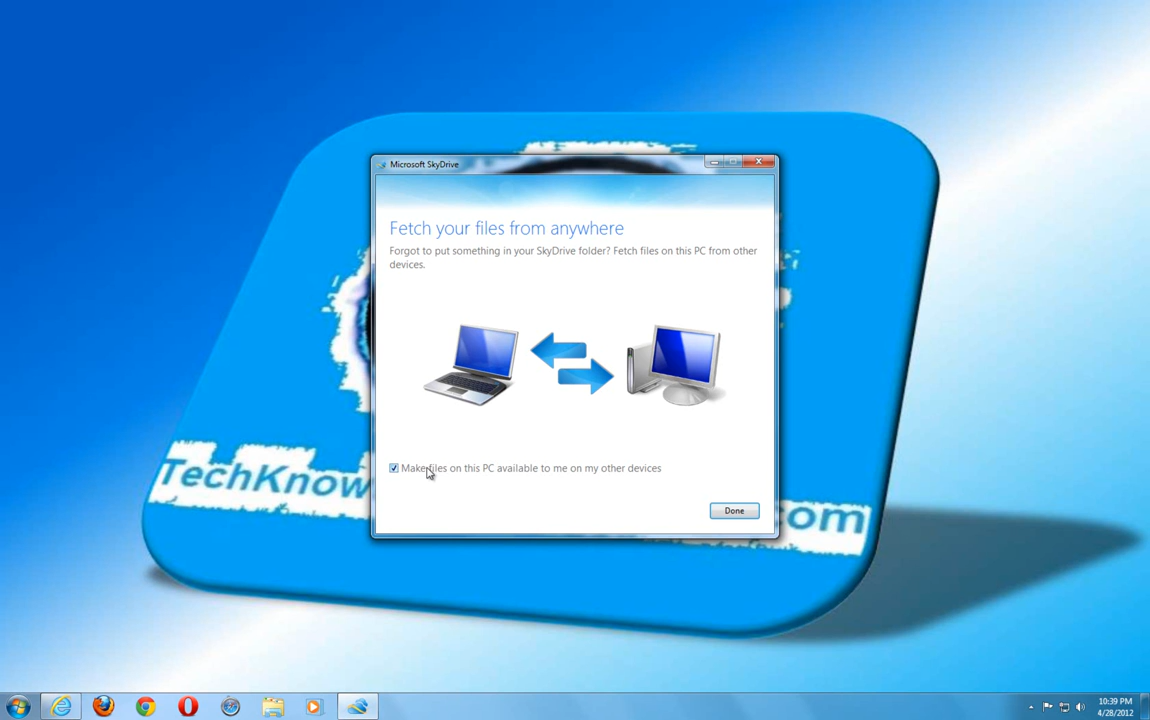 Microsoft SkyDrive
Fetch your files from anywhere
Forgot to put something in your SkyDrive folder? Fetch files on this PC from other
devices.
Make files on this PC available to me on my other devices
Done
TechKnow
com
10:39 PM
4/28/2012